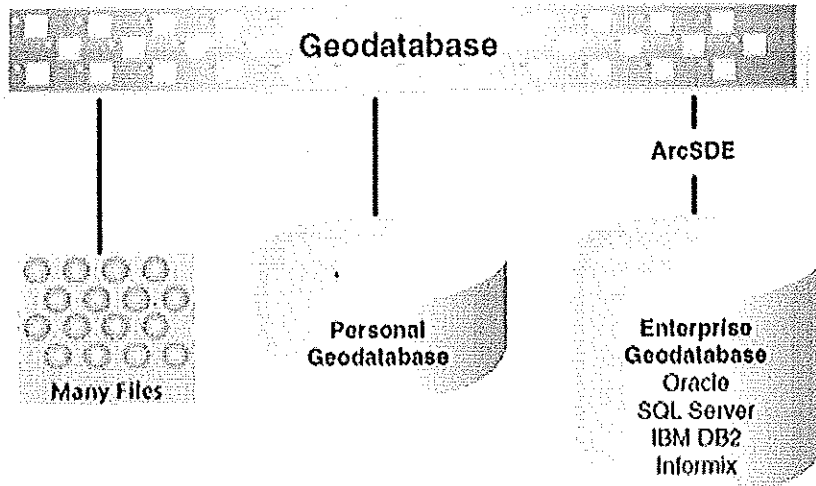 Geodatabase
ArcSDE
Many Files
Personal
Geodatabase
Enterprise
Geodatabase
Oracle
SQL Server
IBM DB2
Informix